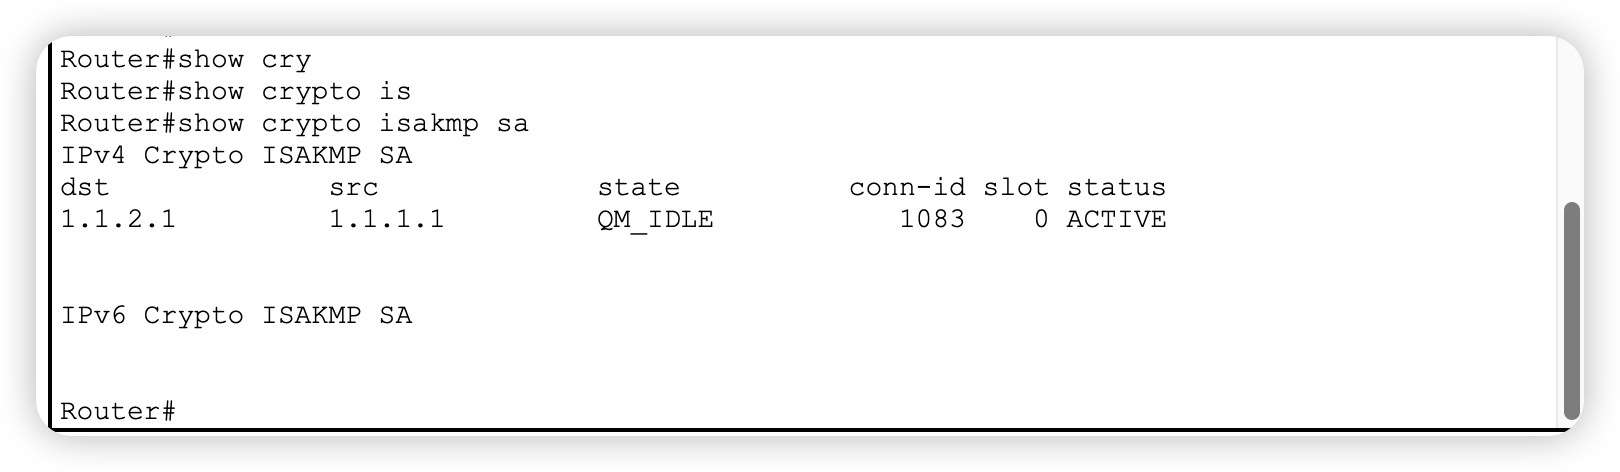 Router#show cry
Router#show crypto is
Router#show crypto isakmp sa
IPv4 Crypto ISAKMP SA
dst             src             state          conn-id slot status
1.1.2.1         1.1.1.1         QM_IDLE           1083    0 ACTIVE
IPv6 Crypto ISAKMP SA
Router#